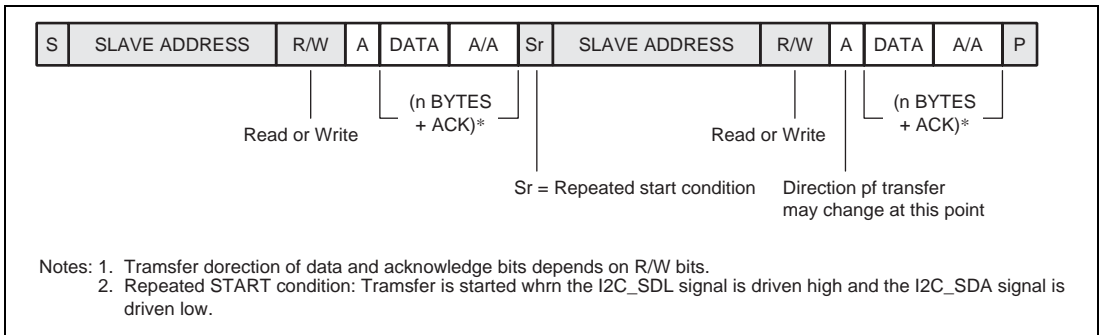 S SLAVE ADDRESS R/W A DATA A/A Sr SLAVE ADDRESS R/W A DATA A/A P
(n BYTES + ACK)*
(n BYTES + ACK)*
Read or Write
Read or Write
Sr = Repeated start condition
Direction pf transfer
may change at this point
Notes: 1. Tramsfer dorection of data and acknowledge bits depends on R/W bits.
2. Repeated START condition: Transfer is started whrn the I2C_SDL signal is driven high and the I2C_SDA signal is
driven low.